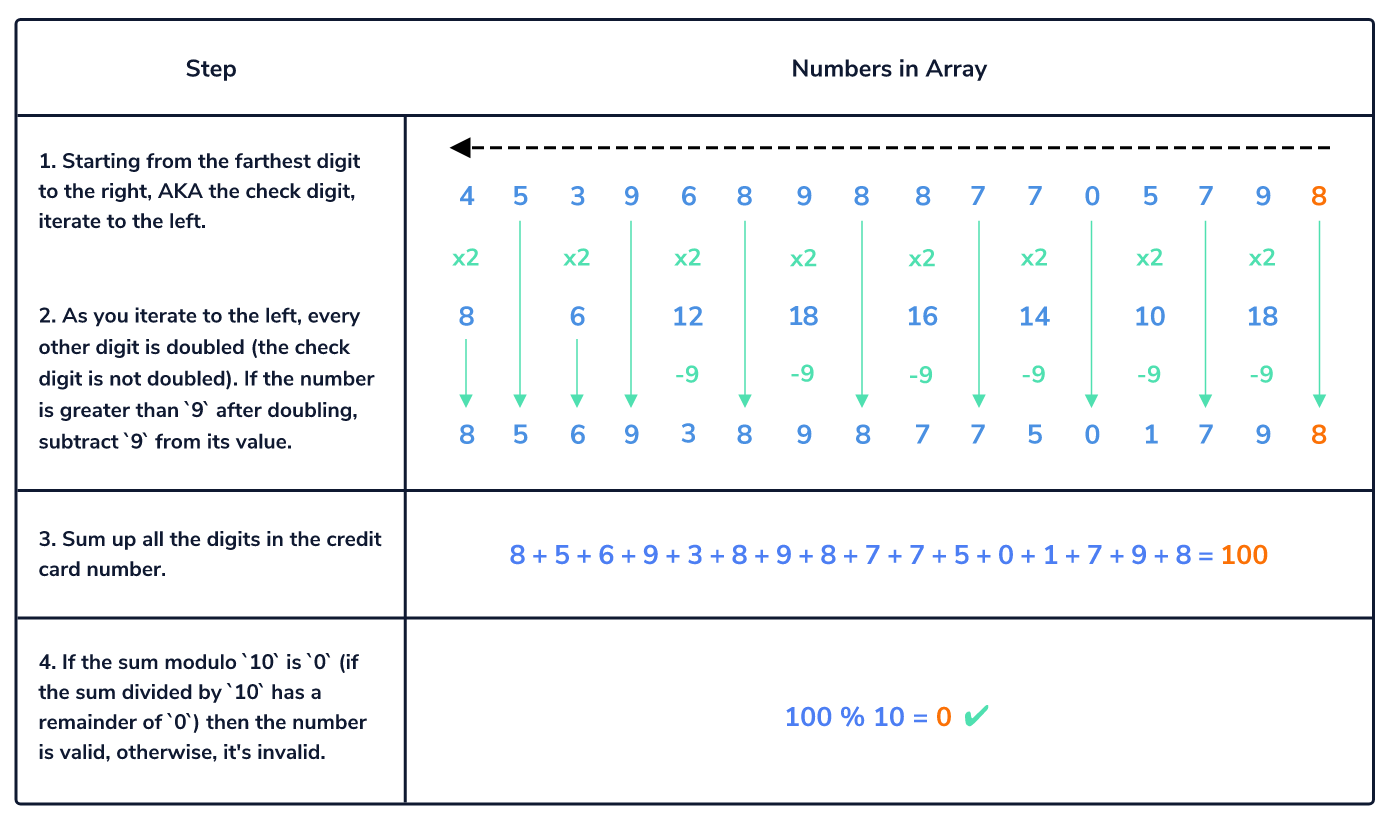 Step
Numbers in Array
1. Starting from the farthest digit
to the right, AKA the check digit,
iterate to the left.
2. As you iterate to the left, every
other digit is doubled (the check
digit is not doubled). If the number
is greater than `9` after doubling,
subtract `9` from its value.
4 5 3 9 6 8 9 8 8 7 7 0 5 7 9 8
x2 x2 x2 x2 x2 x2 x2 x2
8 6 12 18 16 14 10 18
-9 -9 -9 -9 -9 -9
8 5 6 9 3 8 9 8 7 7 5 0 1 7 9 8
3. Sum up all the digits in the credit
card number.
8 + 5 + 6 + 9 + 3 + 8 + 9 + 8 + 7 + 7 + 5 + 0 + 1 + 7 + 9 + 8 = 100
4. If the sum modulo `10` is `0` (if
the sum divided by `10` has a
remainder of `0`) then the number
is valid, otherwise, it's invalid.
100 % 10 = 0 ✔